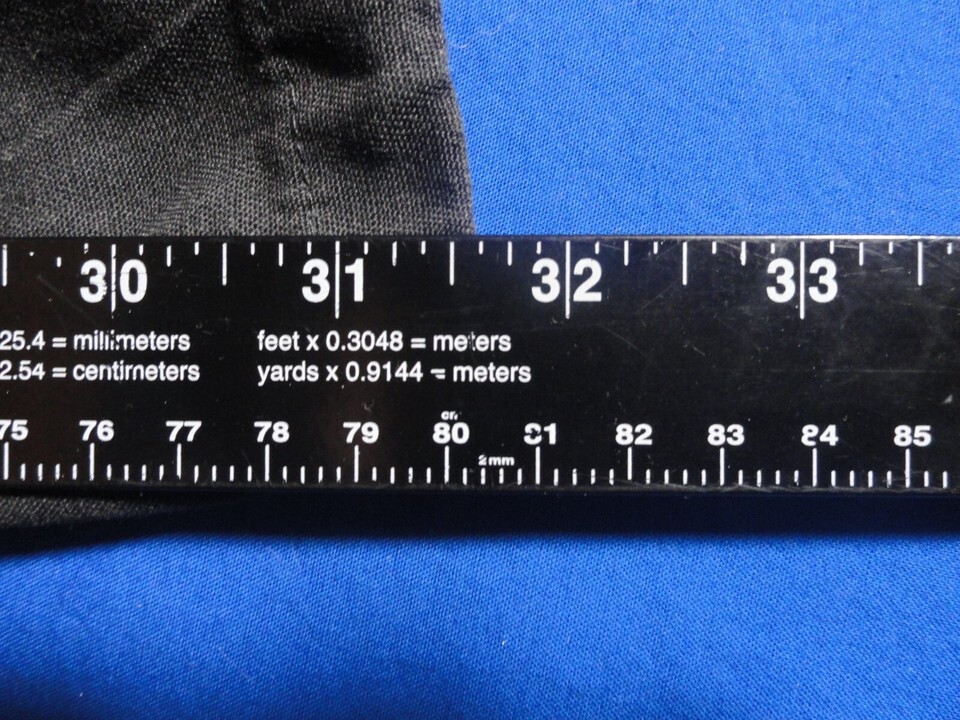 30 31 32 33
25.4 = millimeters feet x 0.3048 = meters
2.54 = centimeters yards x 0.9144 = meters
cm
75 76 77 78 79 80 81 82 83 84 85
2mm